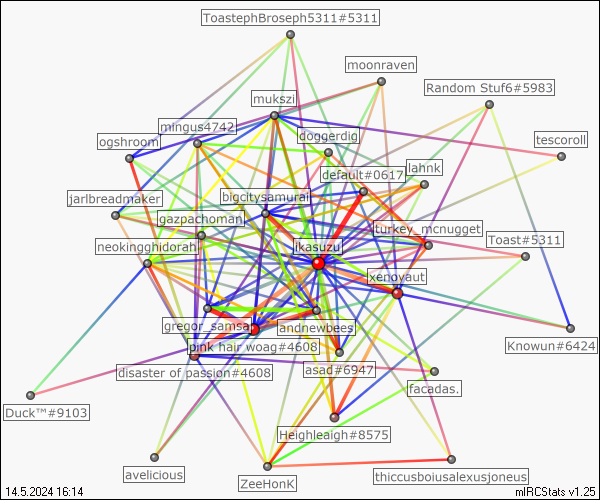 ToastephBroseph5311#5311
moonraven
Random Stuf6#5983
mukszi
mingus4742
doggerdig
ogshroom
tescoroll
default#0617
lahnk
jarlbreadmaker
bigcitysamurai
gazpachoman
turkey_mcnugget
neokingghidorah
ikasuzu
Toast#5311
xenovaut
gregor_samsa
landnewbees
pink hair woag#4608
Knowun#6424
disaster of passion#4608
asad#6947
facadas.
Duck™#9103
Heighleaigh#8575
avelicious
ZeeHonK
thiccusboiusalexusjoneus
14.5.2024 16:14
mIRCStats v1.25